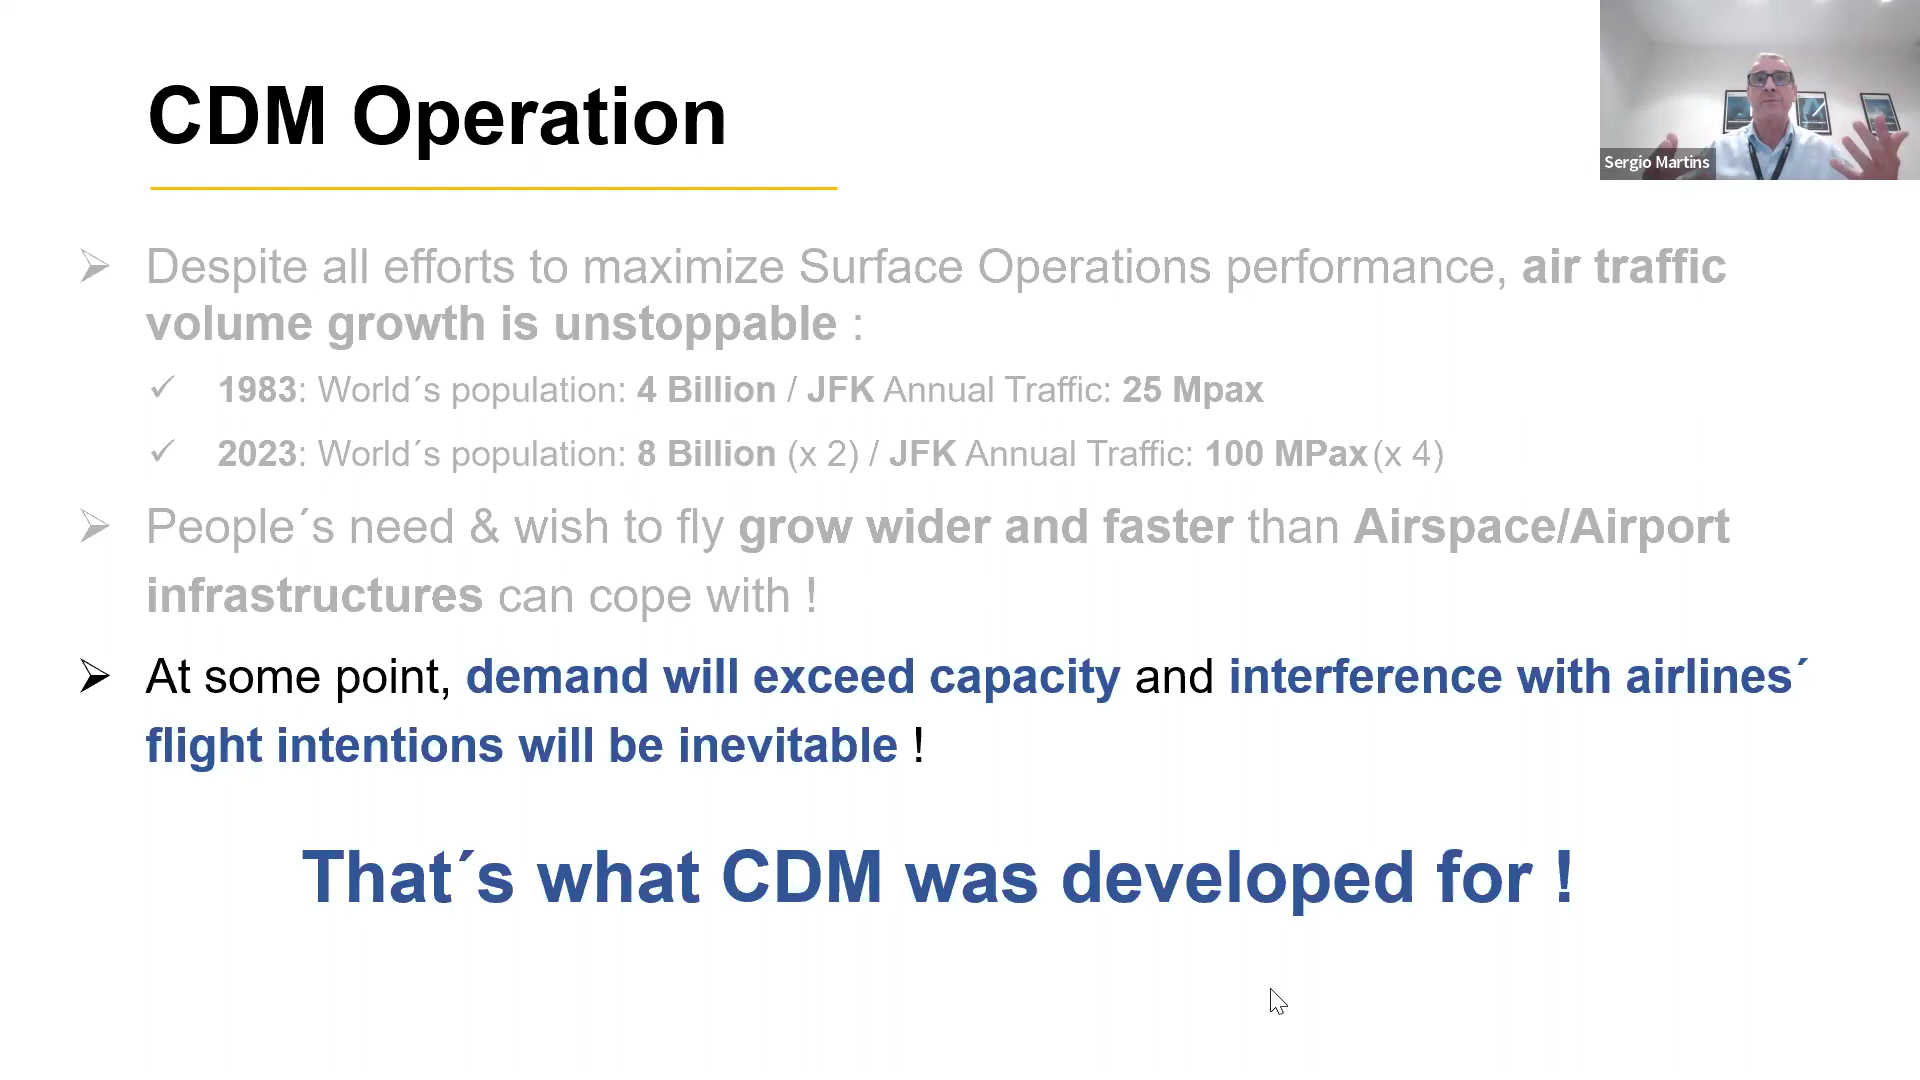 CDM Operation
Sergio Martins
Despite all efforts to maximize Surface Operations performance, air traffic
volume growth is unstoppable :
1983: World´s population: 4 Billion / JFK Annual Traffic: 25 Mpax
2023: World´s population: 8 Billion (x 2) / JFK Annual Traffic: 100 MPax (x 4)
People´s need & wish to fly grow wider and faster than Airspace/Airport
infrastructures can cope with !
At some point, demand will exceed capacity and interference with airlines´
flight intentions will be inevitable !
That´s what CDM was developed for !